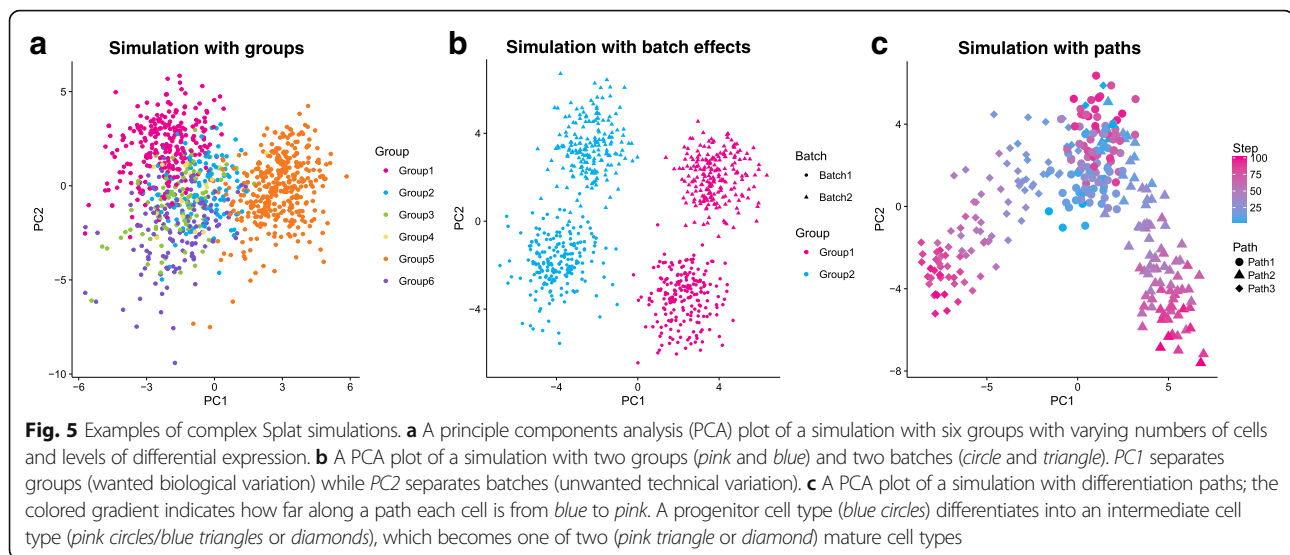 a
Simulation with groups
5
0
−5
−10
PC2
−6
−3
0
3
6
PC1
Group
Group1
Group2
Group3
Group4
Group5
Group6
b
Simulation with batch effects
4
0
−4
PC2
−4
0
4
PC1
Batch
Batch1
Batch2
Group
Group1
Group2
c
Simulation with paths
4
0
−4
−8
PC2
−5
0
5
PC1
Step
100
75
50
25
Path
Path1
Path2
Path3
Fig. 5 Examples of complex Splat simulations. a A principle components analysis (PCA) plot of a simulation with six groups with varying numbers of cells
and levels of differential expression. b A PCA plot of a simulation with two groups (pink and blue) and two batches (circle and triangle). PC1 separates
groups (wanted biological variation) while PC2 separates batches (unwanted technical variation). c A PCA plot of a simulation with differentiation paths; the
colored gradient indicates how far along a path each cell is from blue to pink. A progenitor cell type (blue circles) differentiates into an intermediate cell
type (pink circles/blue triangles or diamonds), which becomes one of two (pink triangle or diamond) mature cell types